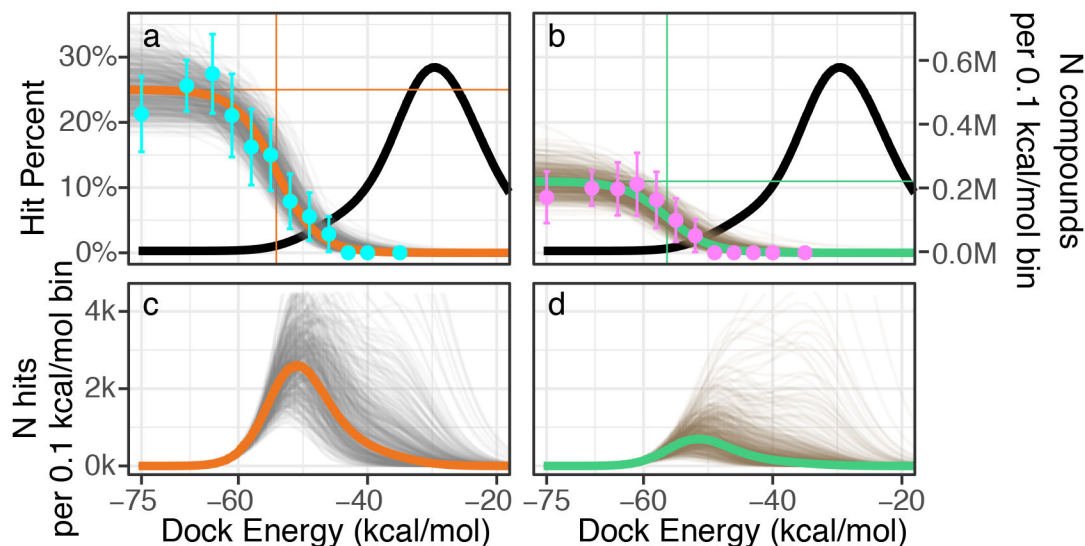 a
b
Hit Percent
30%
20%
10%
0%
0.6M
0.4M
0.2M
0.0M
N compounds
per 0.1 kcal/mol bin
c
d
N hits
per 0.1 kcal/mol bin
4k
2k
0k
−75 −60 −40 −20
−75 −60 −40 −20
Dock Energy (kcal/mol)
Dock Energy (kcal/mol)